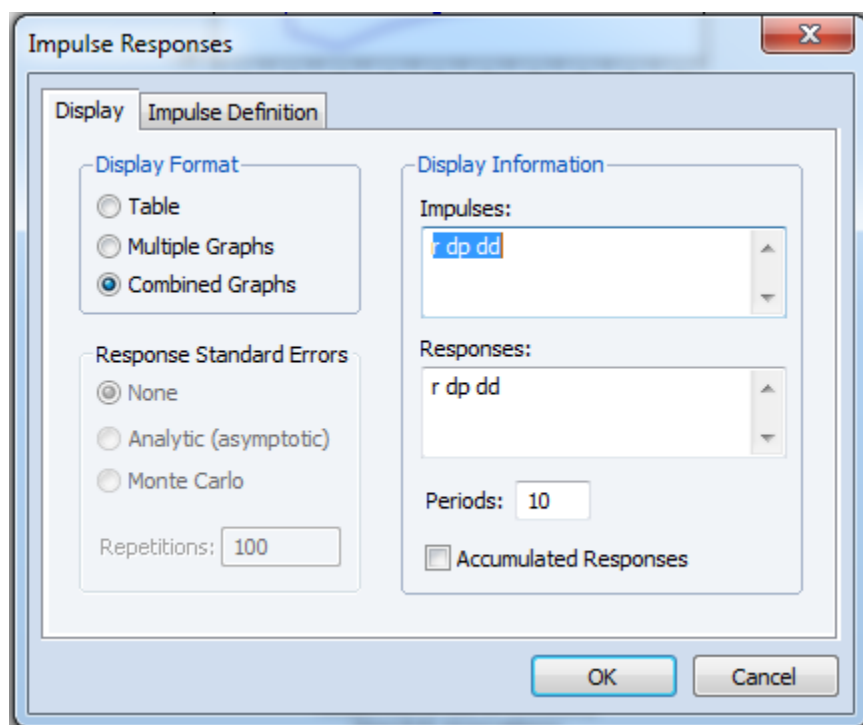 Impulse Responses
Display
Impulse Definition
Display Format
Table
Multiple Graphs
Combined Graphs
Response Standard Errors
None
Analytic (asymptotic)
Monte Carlo
Repetitions: 100
Display Information
Impulses:
r dp dd
Responses:
r dp dd
Periods: 10
Accumulated Responses
OK
Cancel